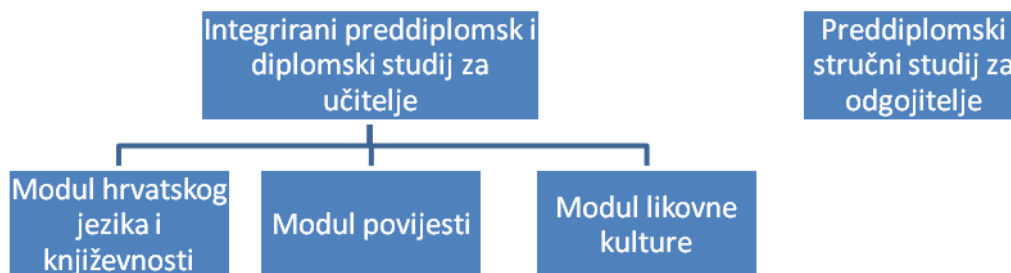 Integrirani preddiplomsk i
diplomski studij za
učitelje
Preddiplomski
stručni studij za
odgojitelje
Modul hrvatskog
jezika i
književnosti
Modul povijesti
Modul likovne
kulture